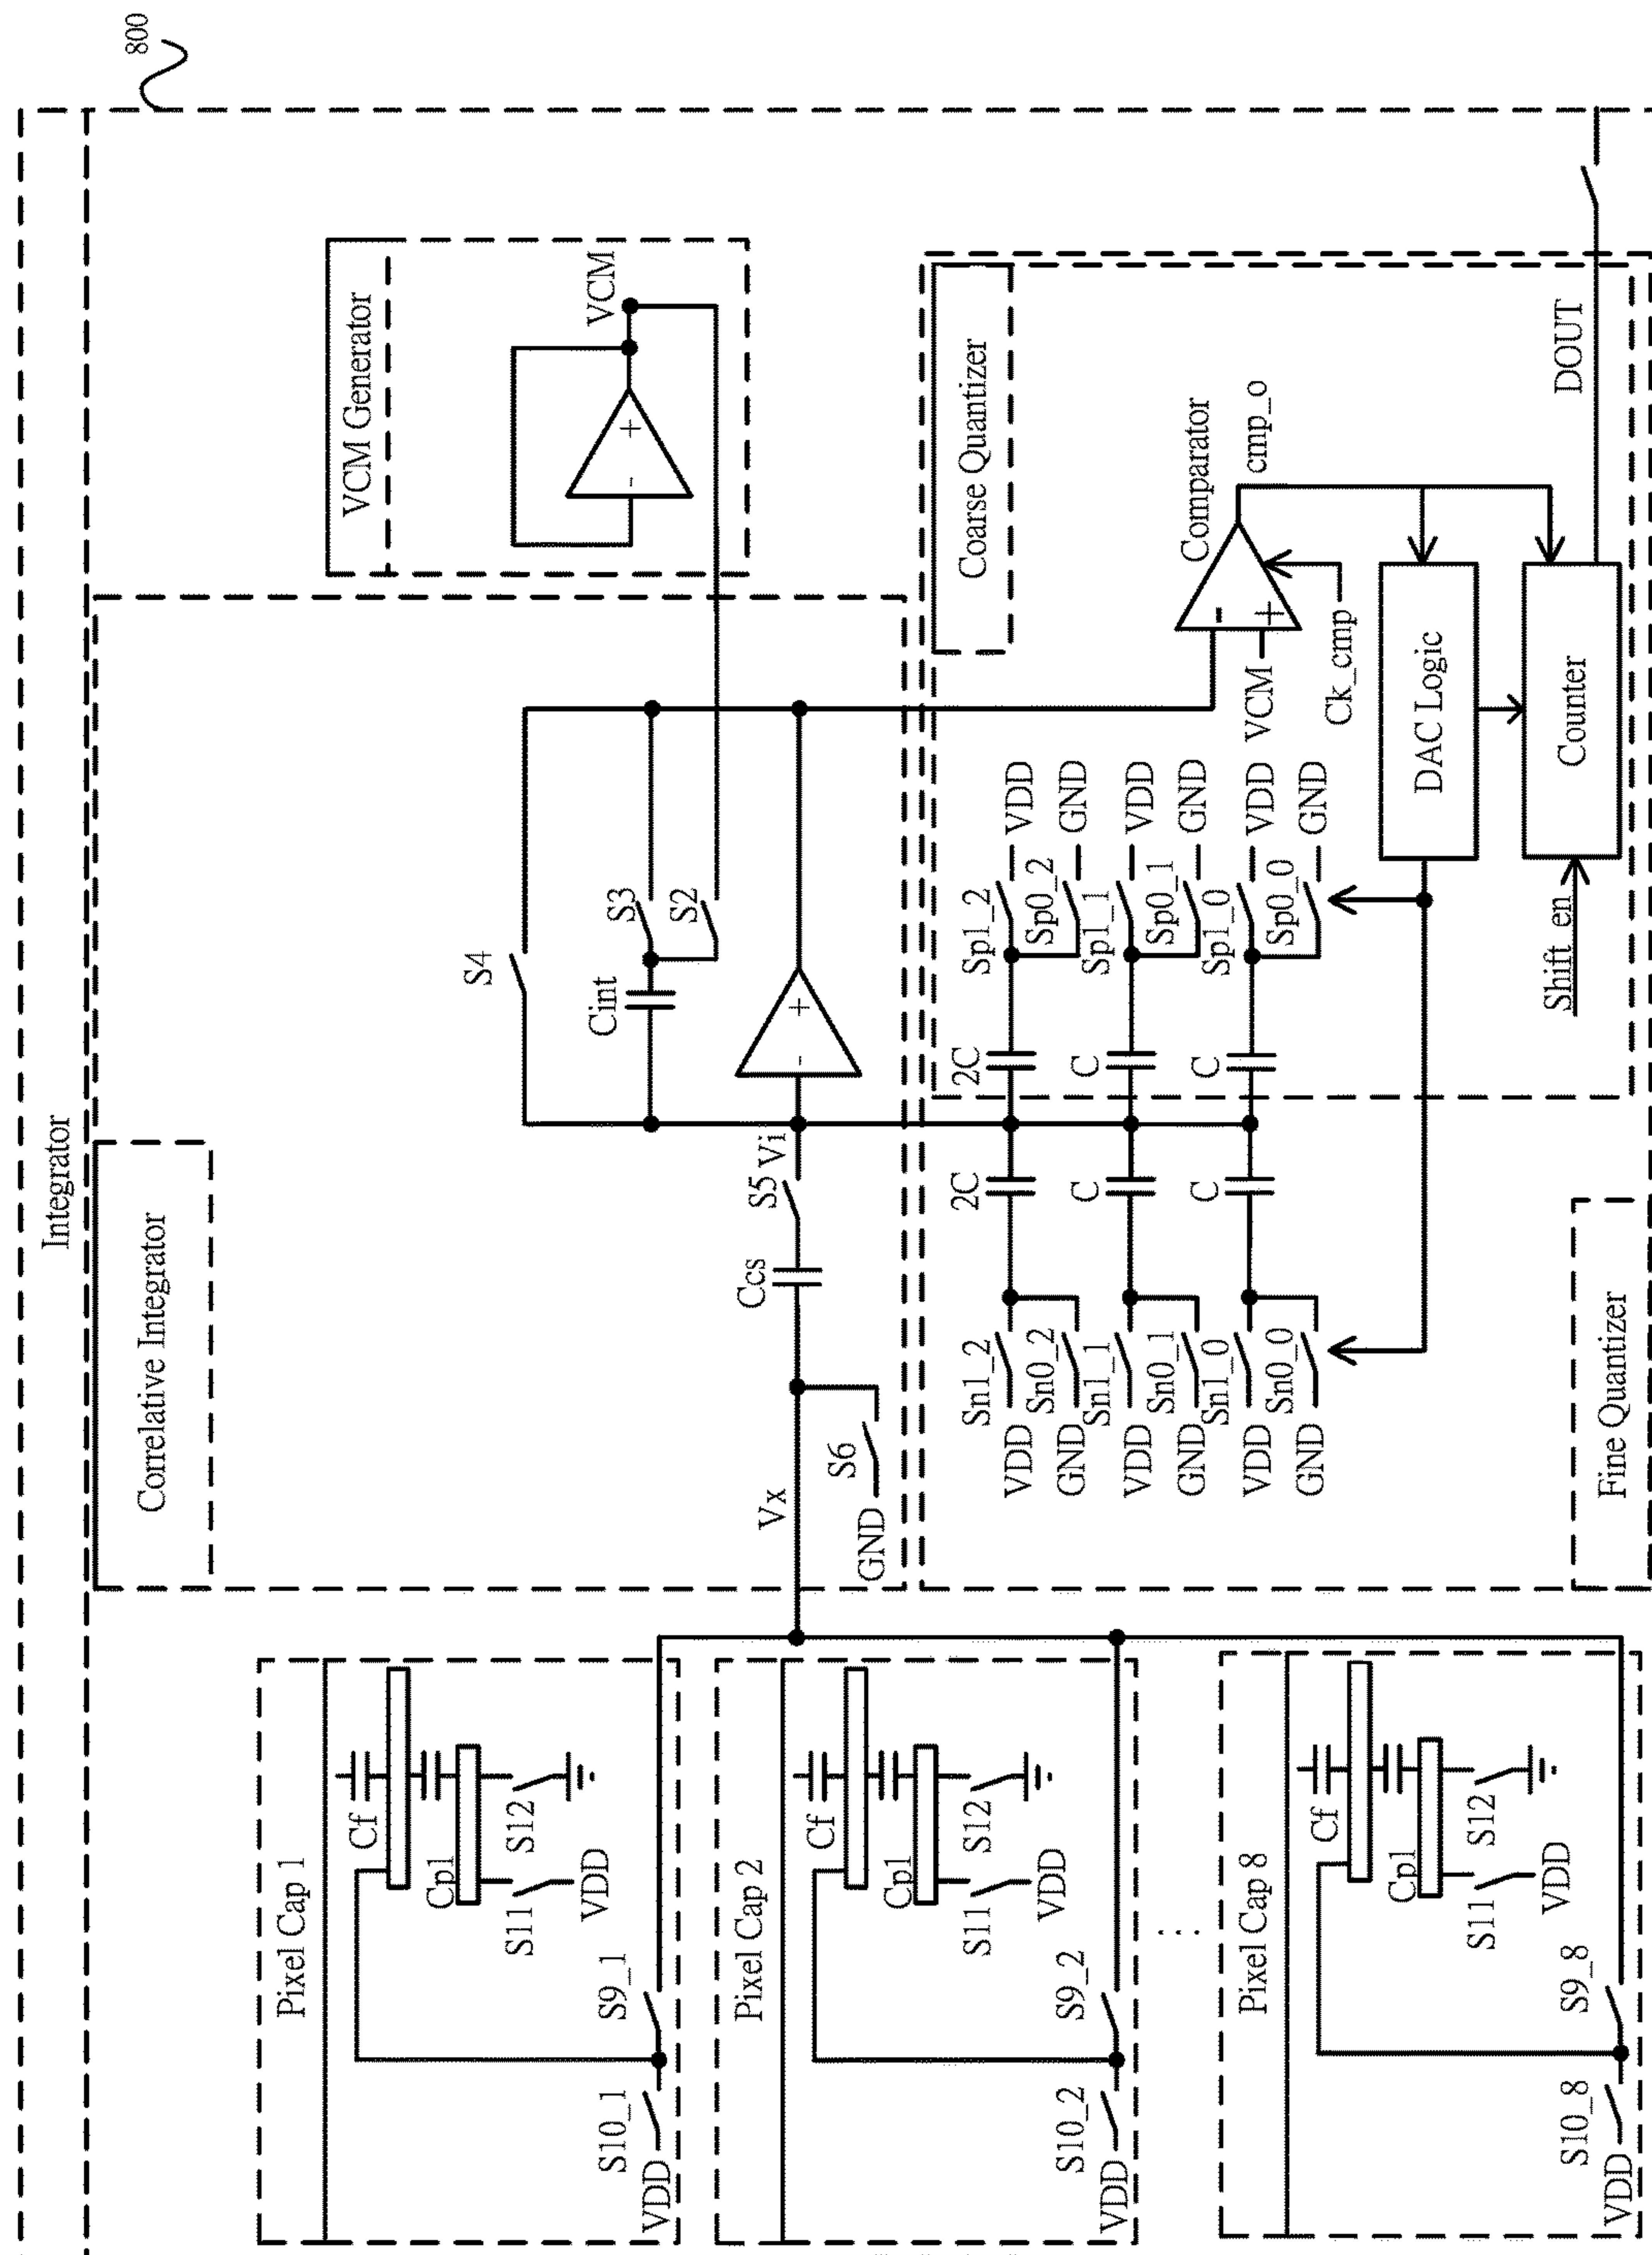 800
Integrator
Correlative Integrator
S4
Cint
S3
S2
Vx
S6
GND
Ccs
S5
Vi
-
+
VCM Generator
-
+
VCM
Pixel Cap 1
Cf
Cp1
S11
S12
VDD
S10_1
S9_1
VDD
Pixel Cap 2
Cf
Cp1
S11
S12
VDD
S10_2
S9_2
VDD
Pixel Cap 8
Cf
Cp1
S11
S12
VDD
S10_8
S9_8
VDD
Coarse Quantizer
Fine Quantizer
Sn1_2
VDD
Sn0_2
GND
Sn1_1
VDD
Sn0_1
GND
Sn1_0
VDD
Sn0_0
GND
2C
2C
C
C
C
C
Sp1_2
VDD
Sp0_2
GND
Sp1_1
VDD
Sp0_1
GND
Sp1_0
VDD
Sp0_0
GND
Comparator
-
+
VCM
cmp_o
Ck_cmp
DAC Logic
Shift_en
Counter
DOUT